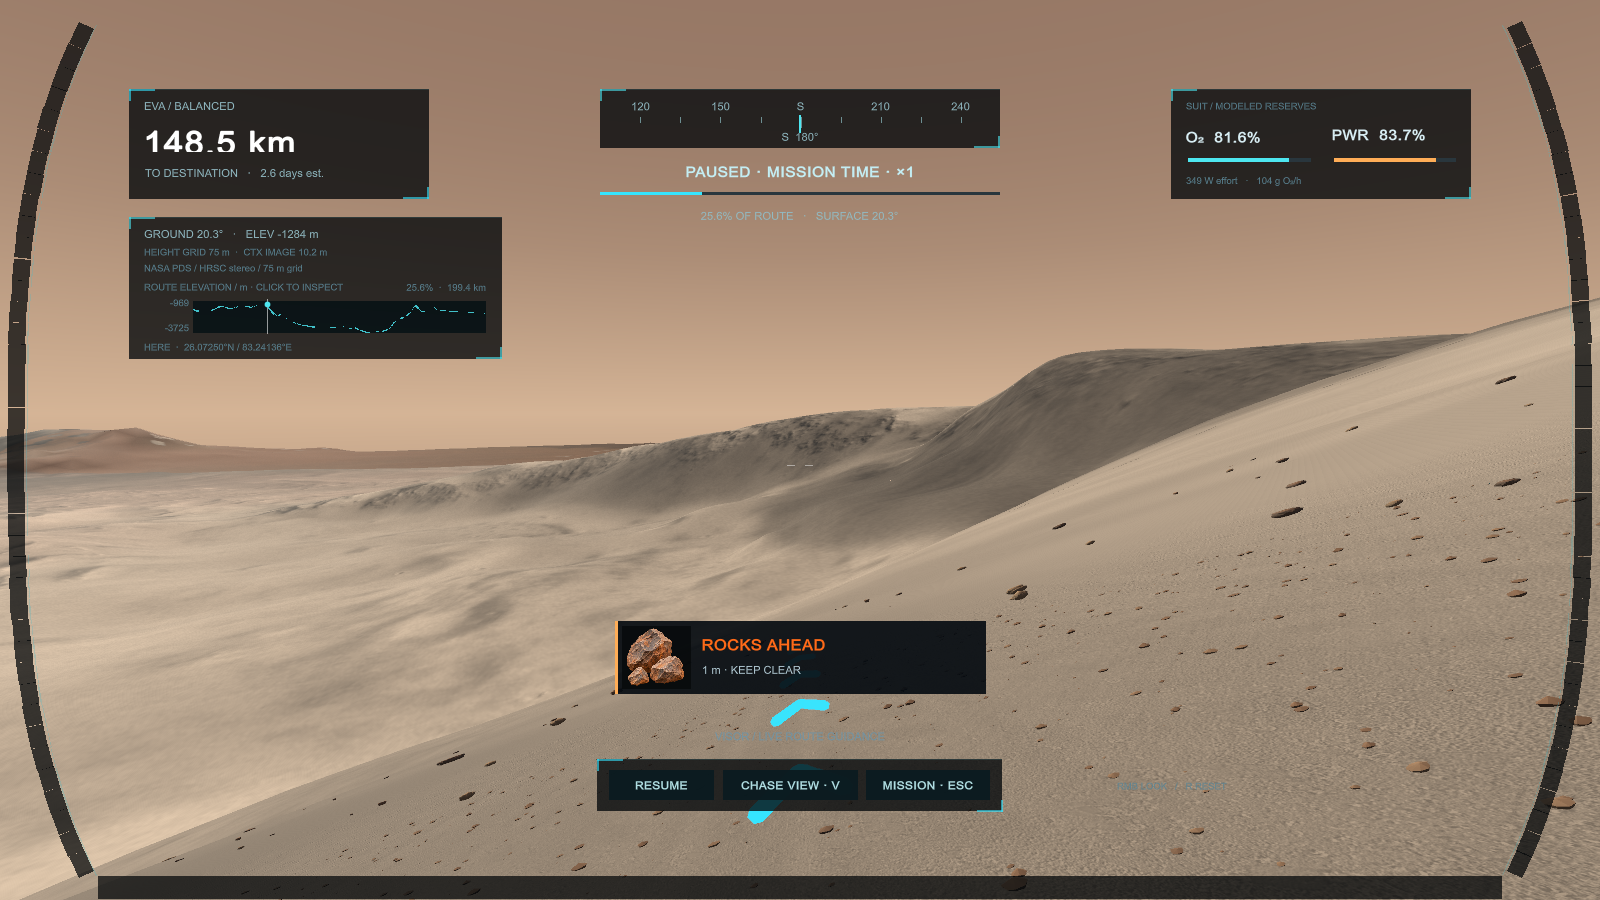 EVA / BALANCED
148.5 km
TO DESTINATION · 2.6 days est.
120 150 S 210 240
S 180°
PAUSED · MISSION TIME · ×1
25.6% OF ROUTE · SURFACE 20.3°
SUIT / MODELED RESERVES
O₂ 81.6% PWR 83.7%
349 W effort · 104 g O₂/h
GROUND 20.3° · ELEV -1284 m
HEIGHT GRID 75 m · CTX IMAGE 10.2 m
NASA PDS / HRSC stereo / 75 m grid
ROUTE ELEVATION / m · CLICK TO INSPECT 25.6% · 199.4 km
-969
-3725
HERE · 26.07250°N / 83.24136°E
ROCKS AHEAD
1 m · KEEP CLEAR
RESUME CHASE VIEW · V MISSION · ESC